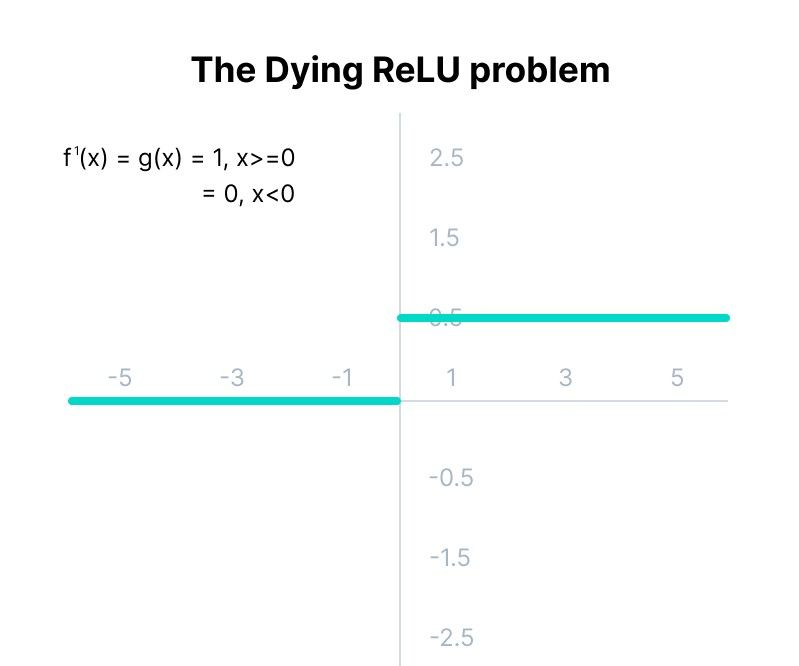 The Dying ReLU problem
f¹(x) = g(x) = 1, x>=0
= 0, x<0
2.5
1.5
0.5
-5 -3 -1 1 3 5
-0.5
-1.5
-2.5